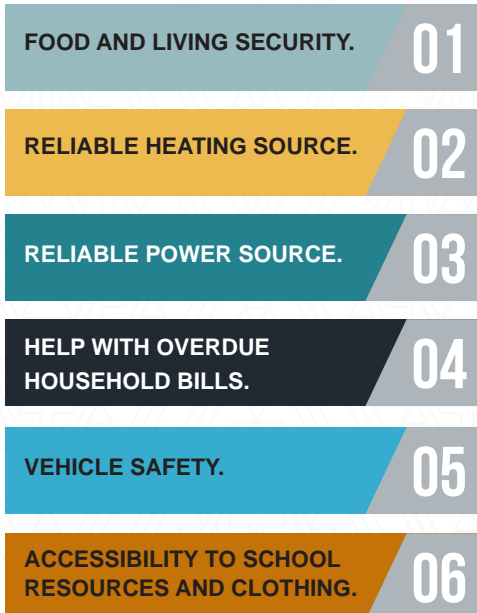 FOOD AND LIVING SECURITY.
01
RELIABLE HEATING SOURCE.
02
RELIABLE POWER SOURCE.
03
HELP WITH OVERDUE
HOUSEHOLD BILLS.
04
VEHICLE SAFETY.
05
ACCESSIBILITY TO SCHOOL
RESOURCES AND CLOTHING.
06